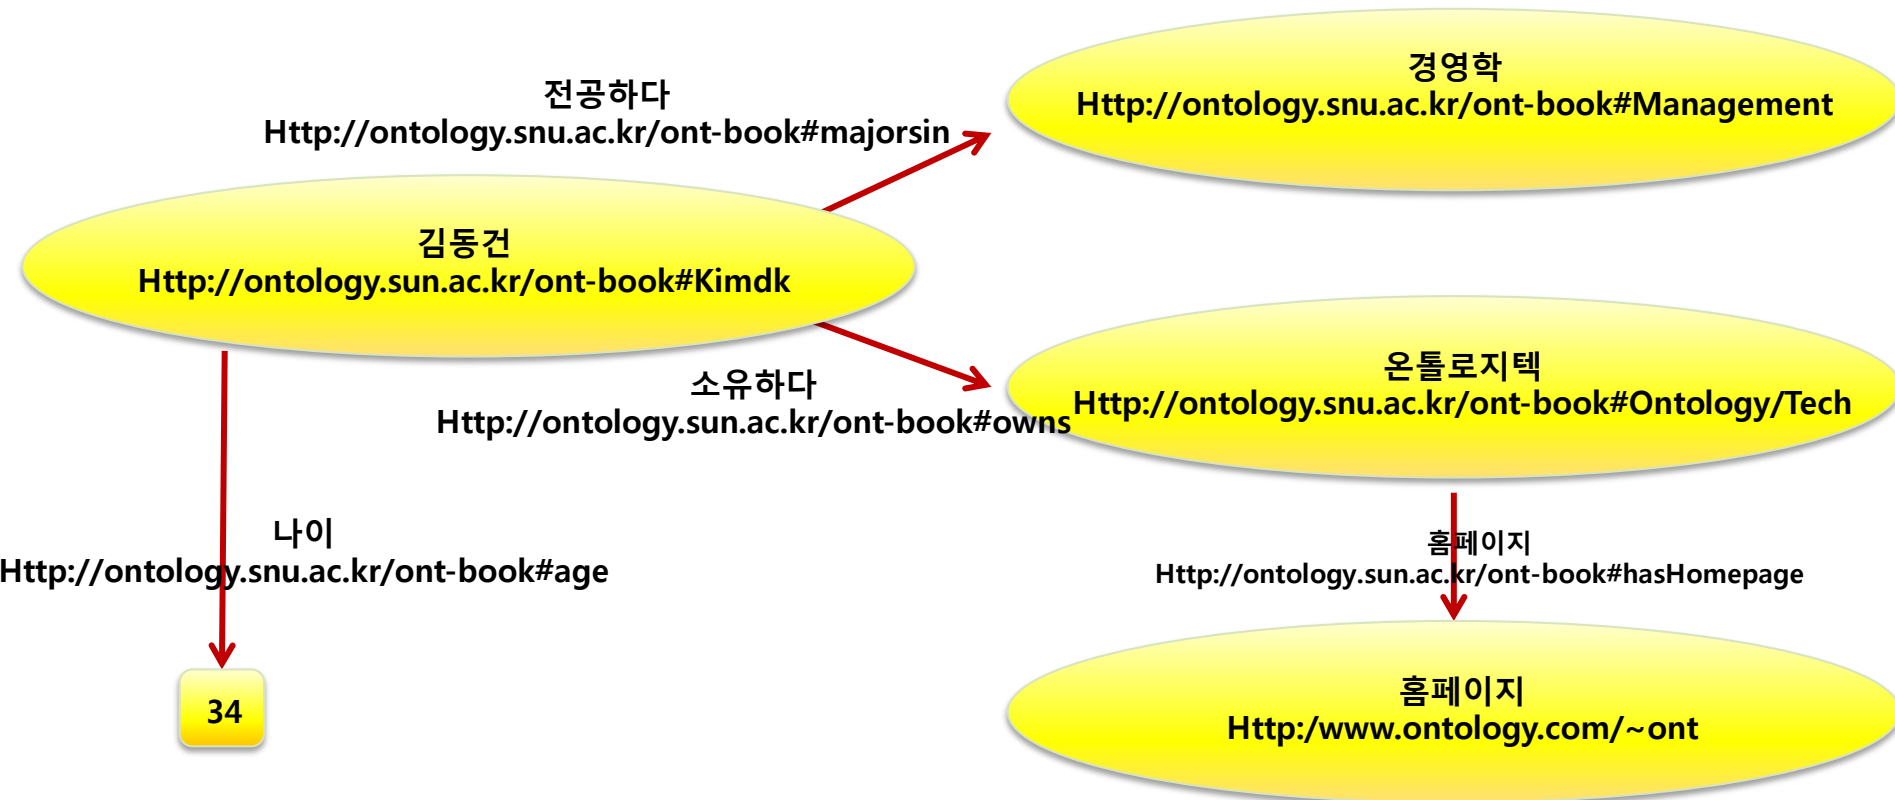 전공하다
Http://ontology.snu.ac.kr/ont-book#majorsin
경영학
Http://ontology.snu.ac.kr/ont-book#Management
김동건
Http://ontology.sun.ac.kr/ont-book#Kimdk
소유하다
Http://ontology.sun.ac.kr/ont-book#owns
온톨로지텍
Http://ontology.snu.ac.kr/ont-book#Ontology/Tech
나이
Http://ontology.snu.ac.kr/ont-book#age
홈페이지
Http://ontology.sun.ac.kr/ont-book#hasHomepage
34
홈페이지
Http:/www.ontology.com/~ont